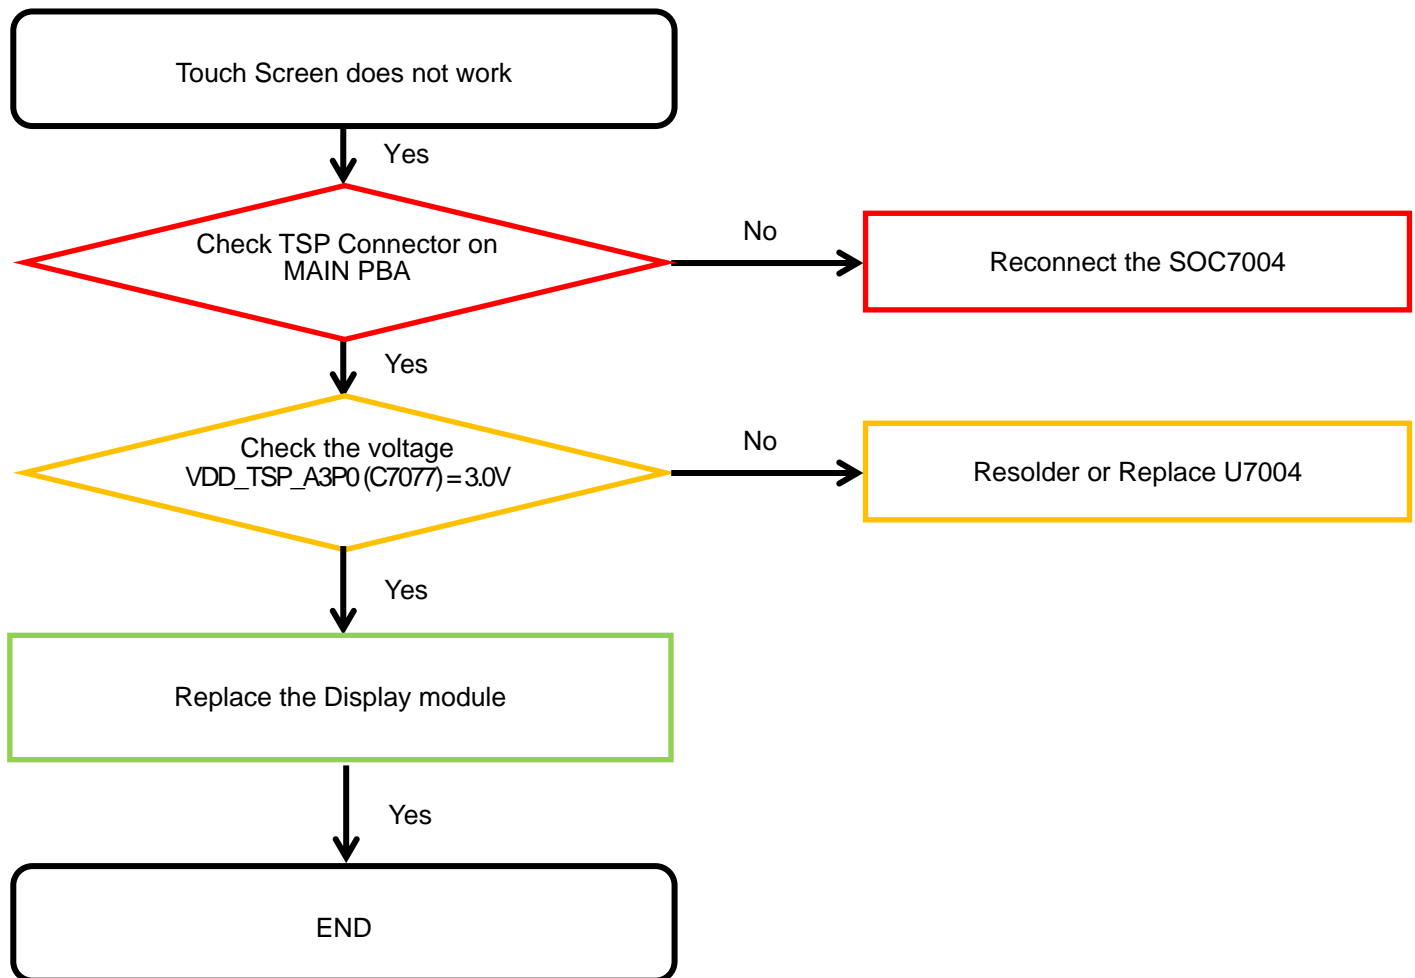 Touch Screen does not work
Yes
Check TSP Connector on
MAIN PBA
No
Reconnect the SOC7004
Yes
Check the voltage
VDD_TSP_A3P0 (C7077) = 3.0V
No
Resolder or Replace U7004
Yes
Replace the Display module
Yes
END